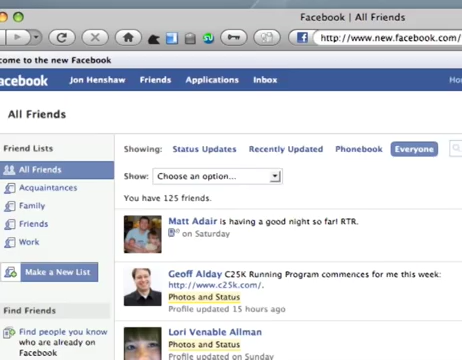 Facebook | All Friends
http://www.new.facebook.com/
come to the new Facebook
acebook Jon Henshaw Friends Applications Inbox Ho
All Friends
Friend Lists
Showing: Status Updates Recently Updated Phonebook Everyone
All Friends
Show: Choose an option...
Acquaintances
You have 125 friends.
Family
Friends
Work
Matt Adair is having a good night so far! RTR.
on Saturday
Make a New List
Geoff Alday C25K Running Program commences for me this week:
http://www.c25k.com/.
Photos and Status
Profile updated 15 hours ago
Find Friends
Find people you know
who are already on
Facebook
Lori Venable Allman
Photos and Status
Profile updated on Sunday